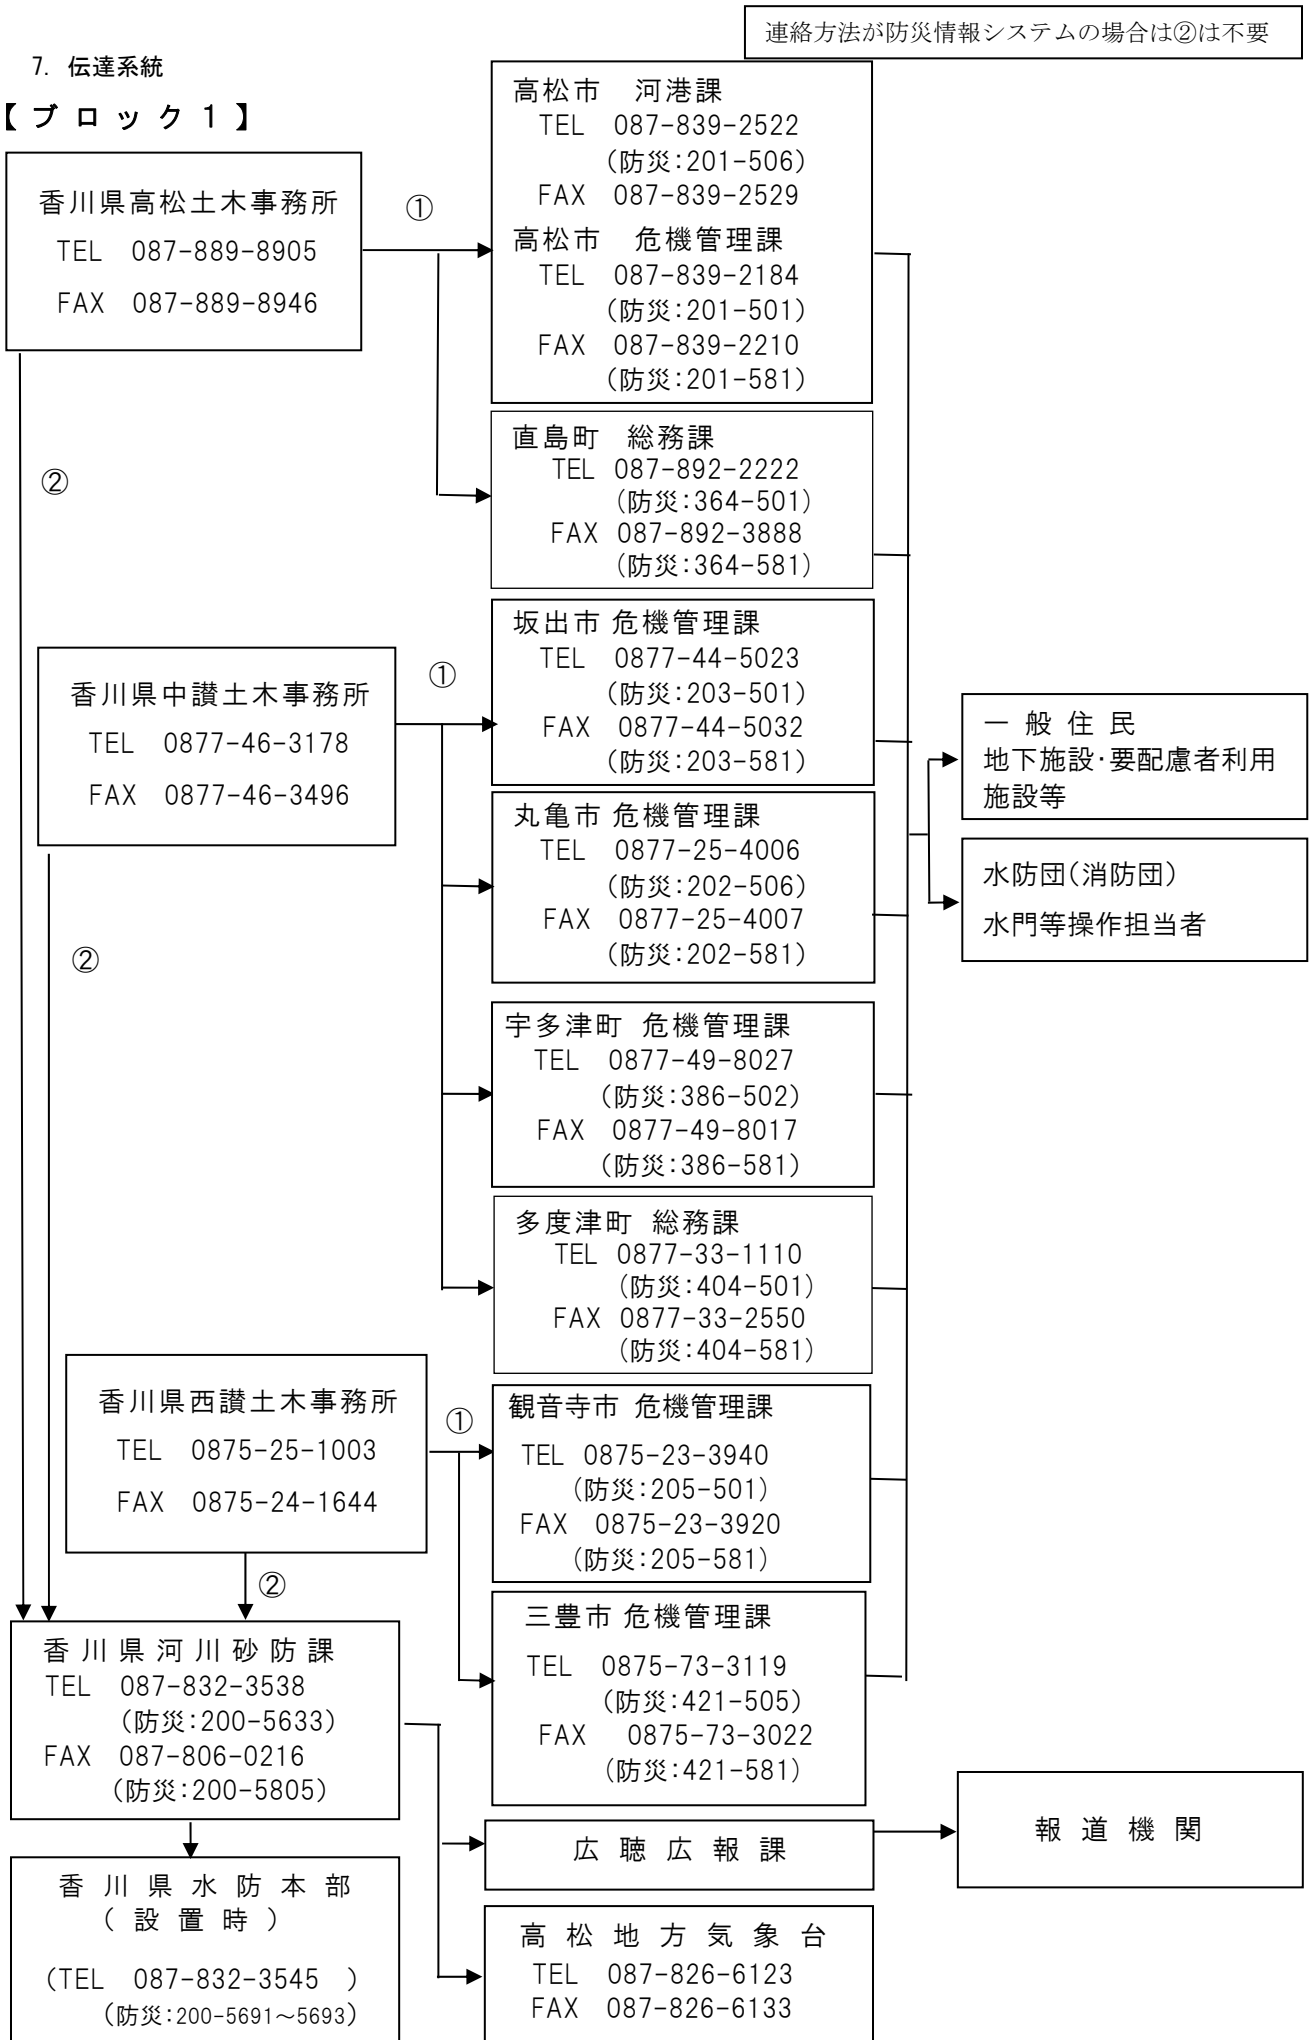 連絡方法が防災情報システムの場合は②は不要
7. 伝達系統
【ブロック1】
香川県高松土木事務所
TEL 087-889-8905
FAX 087-889-8946
①
②
高松市 河港課
TEL 087-839-2522
(防災:201-506)
FAX 087-839-2529
高松市 危機管理課
TEL 087-839-2184
(防災:201-501)
FAX 087-839-2210
(防災:201-581)
直島町 総務課
TEL 087-892-2222
(防災:364-501)
FAX 087-892-3888
(防災:364-581)
香川県中讃土木事務所
TEL 0877-46-3178
FAX 0877-46-3496
①
②
坂出市 危機管理課
TEL 0877-44-5023
(防災:203-501)
FAX 0877-44-5032
(防災:203-581)
丸亀市 危機管理課
TEL 0877-25-4006
(防災:202-506)
FAX 0877-25-4007
(防災:202-581)
宇多津町 危機管理課
TEL 0877-49-8027
(防災:386-502)
FAX 0877-49-8017
(防災:386-581)
多度津町 総務課
TEL 0877-33-1110
(防災:404-501)
FAX 0877-33-2550
(防災:404-581)
一般住民
地下施設・要配慮者利用
施設等
水防団(消防団)
水門等操作担当者
香川県西讃土木事務所
TEL 0875-25-1003
FAX 0875-24-1644
①
②
観音寺市 危機管理課
TEL 0875-23-3940
(防災:205-501)
FAX 0875-23-3920
(防災:205-581)
三豊市 危機管理課
TEL 0875-73-3119
(防災:421-505)
FAX 0875-73-3022
(防災:421-581)
香川県河川砂防課
TEL 087-832-3538
(防災:200-5633)
FAX 087-806-0216
(防災:200-5805)
広聴広報課
報道機関
香川県水防本部
(設置時)
(TEL 087-832-3545 )
(防災:200-5691～5693)
高松地方気象台
TEL 087-826-6123
FAX 087-826-6133